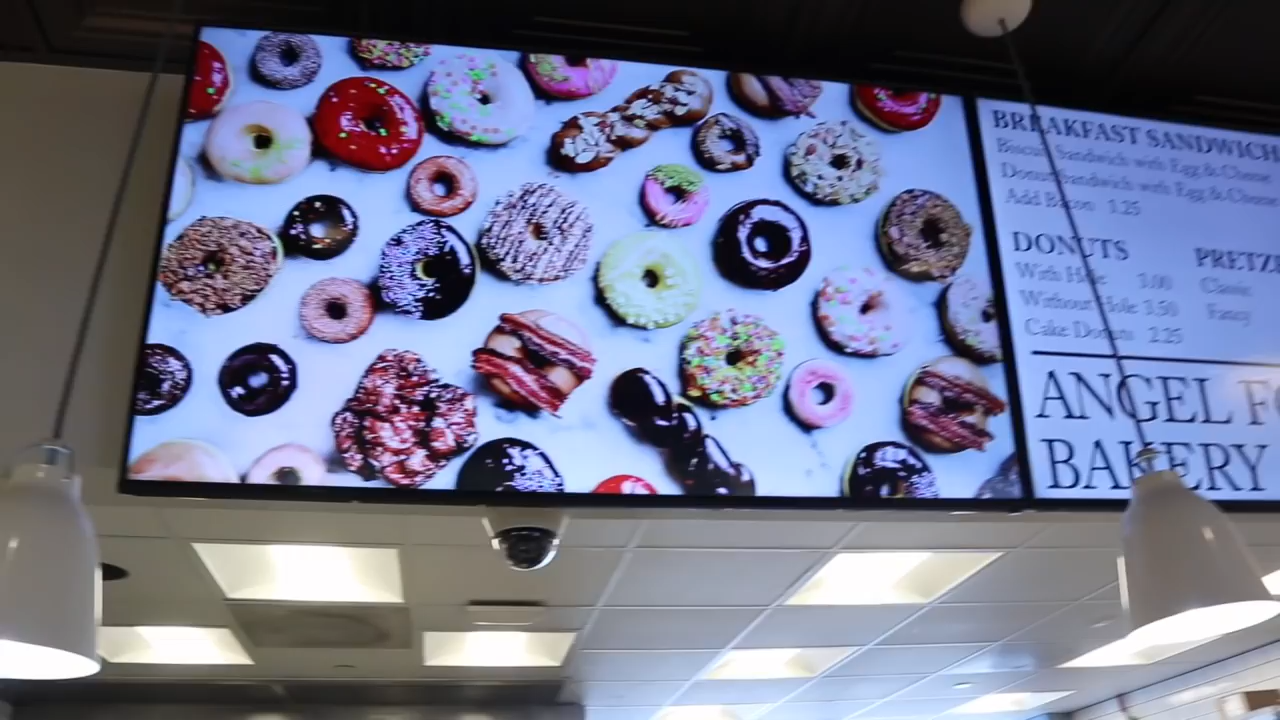 BREAKFAST SANDWICH
Biscuit Sandwich with Egg & Cheese
Donut Sandwich with Egg & Cheese
Add Bacon 1.25
DONUTS
With Hole 3.00
Without Hole 3.50
Cake Donuts 2.25
PRETZE
Classic
Fancy
ANGEL F
BAKERY